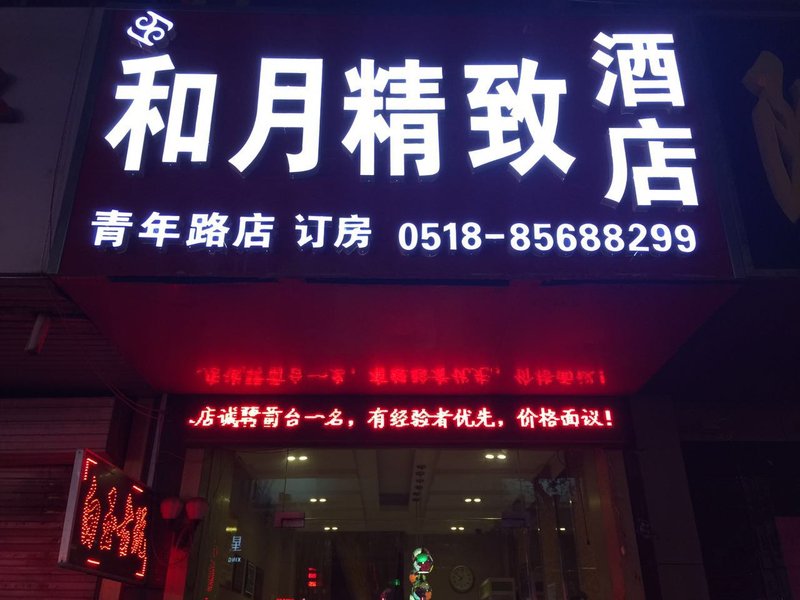 和月精致酒店
青年路店 订房 0518-85688299
店诚聘前台一名，有经验者优先，价格面议！